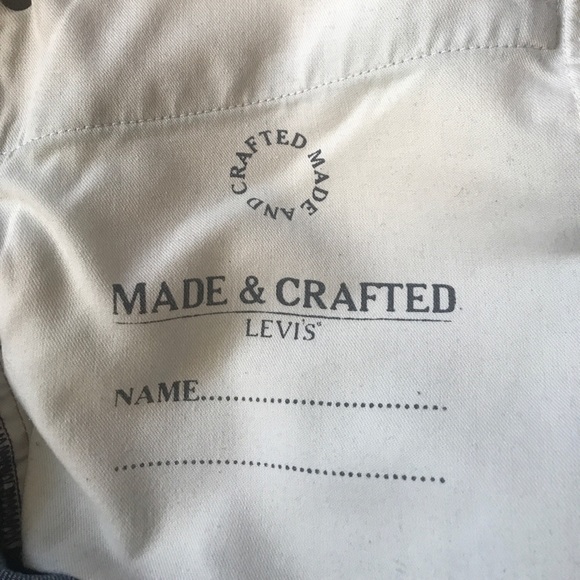 MADE AND CRAFTED
MADE & CRAFTED
LEVI'S®
NAME..............................
........................................